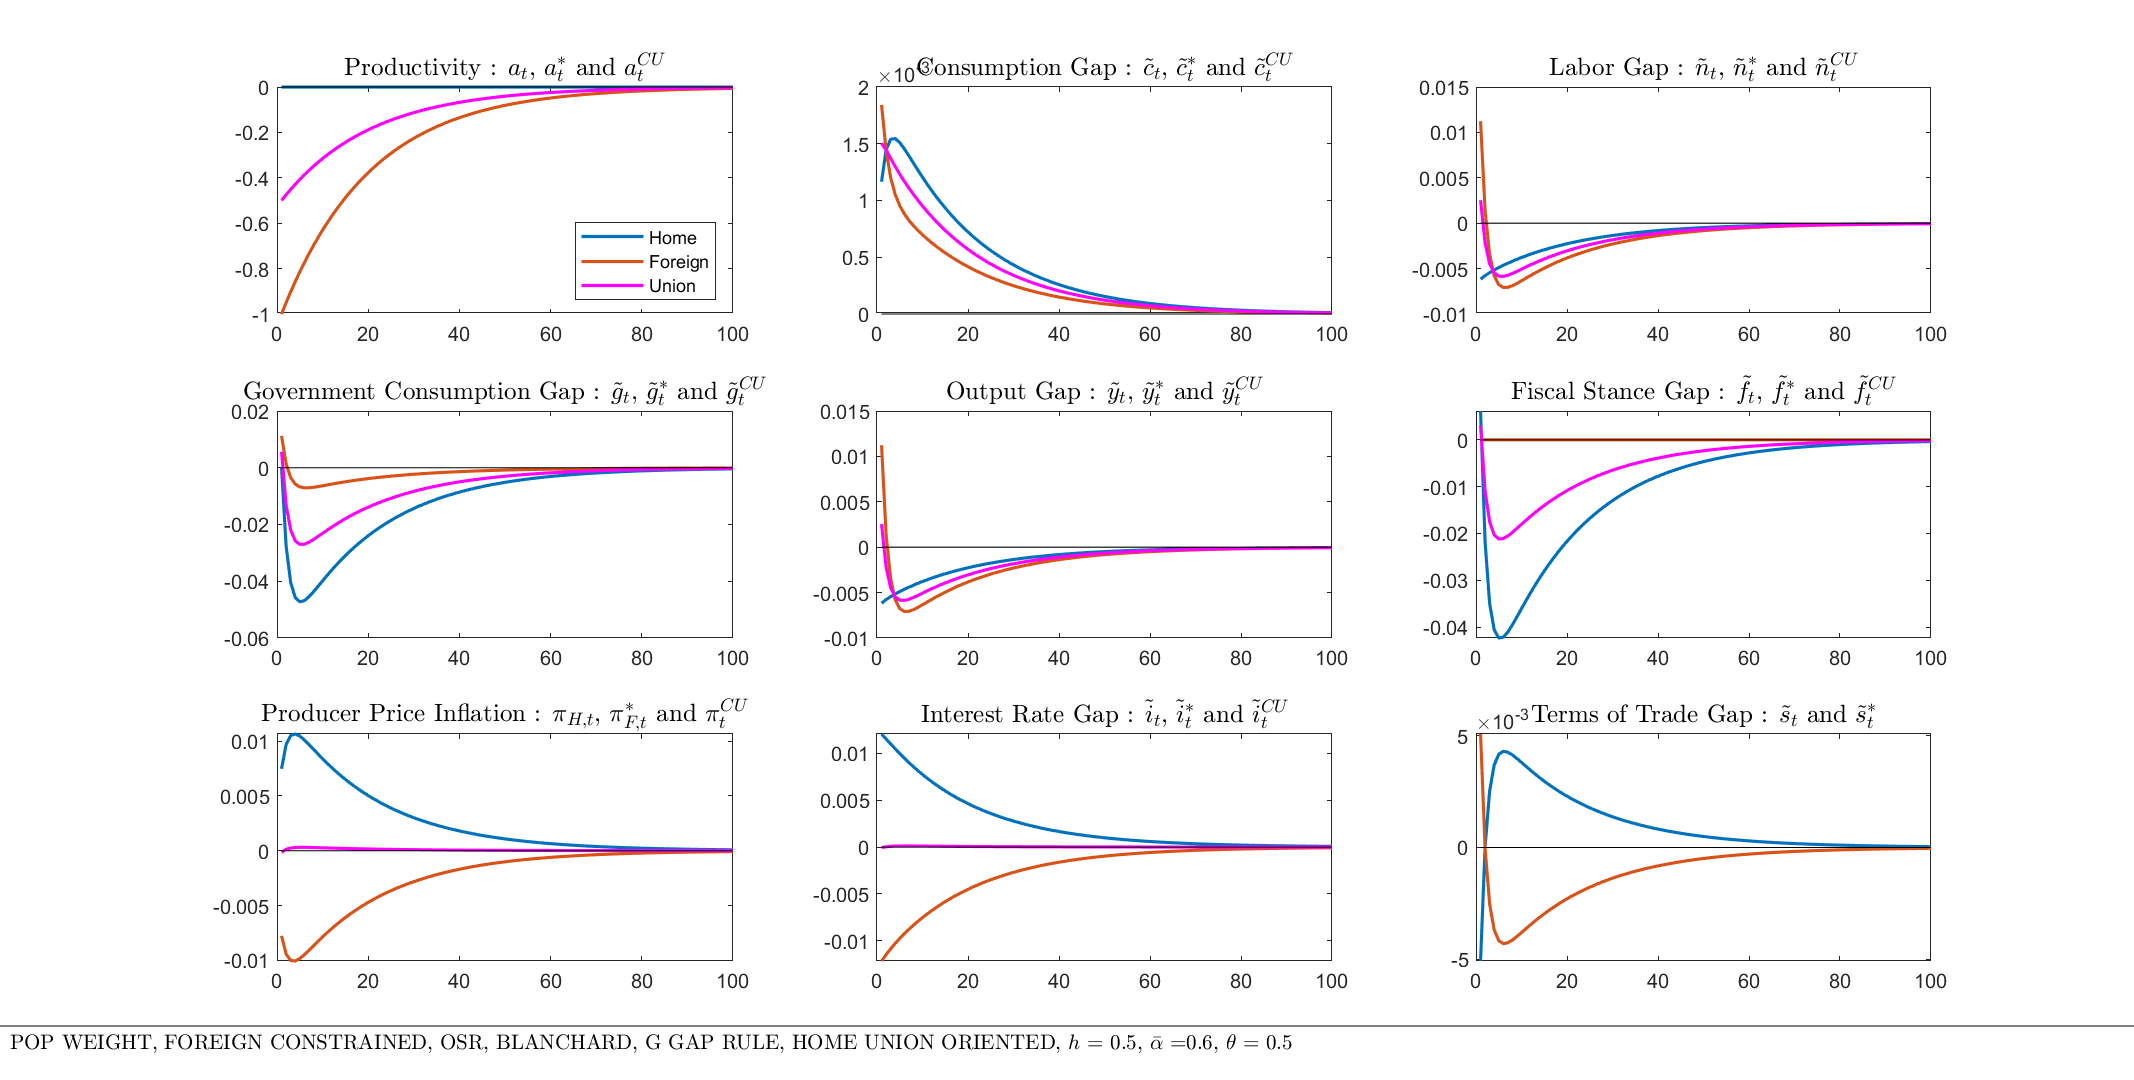 Productivity : a_t, a_t^* and a_t^{CU}
0
-0.2
-0.4
-0.6
-0.8
-1
0 20 40 60 80 100
Home
Foreign
Union
×10^{-3}
Consumption Gap : c̃_t, c̃_t^* and c̃_t^{CU}
2
1.5
1
0.5
0
0 20 40 60 80 100
Labor Gap : ñ_t, ñ_t^* and ñ_t^{CU}
0.015
0.01
0.005
0
-0.005
-0.01
0 20 40 60 80 100
Government Consumption Gap : g̃_t, g̃_t^* and g̃_t^{CU}
0.02
0
-0.02
-0.04
-0.06
0 20 40 60 80 100
Output Gap : ỹ_t, ỹ_t^* and ỹ_t^{CU}
0.015
0.01
0.005
0
-0.005
-0.01
0 20 40 60 80 100
Fiscal Stance Gap : f̃_t, f̃_t^* and f̃_t^{CU}
0
-0.01
-0.02
-0.03
-0.04
0 20 40 60 80 100
Producer Price Inflation : π_{H,t}, π_{F,t}^* and π_t^{CU}
0.01
0.005
0
-0.005
-0.01
0 20 40 60 80 100
Interest Rate Gap : ĩ_t, ĩ_t^* and ĩ_t^{CU}
0.01
0.005
0
-0.005
-0.01
0 20 40 60 80 100
×10^{-3}
Terms of Trade Gap : s̃_t and s̃_t^*
5
0
-5
0 20 40 60 80 100
POP WEIGHT, FOREIGN CONSTRAINED, OSR, BLANCHARD, G GAP RULE, HOME UNION ORIENTED, h = 0.5, ᾱ =0.6, θ = 0.5